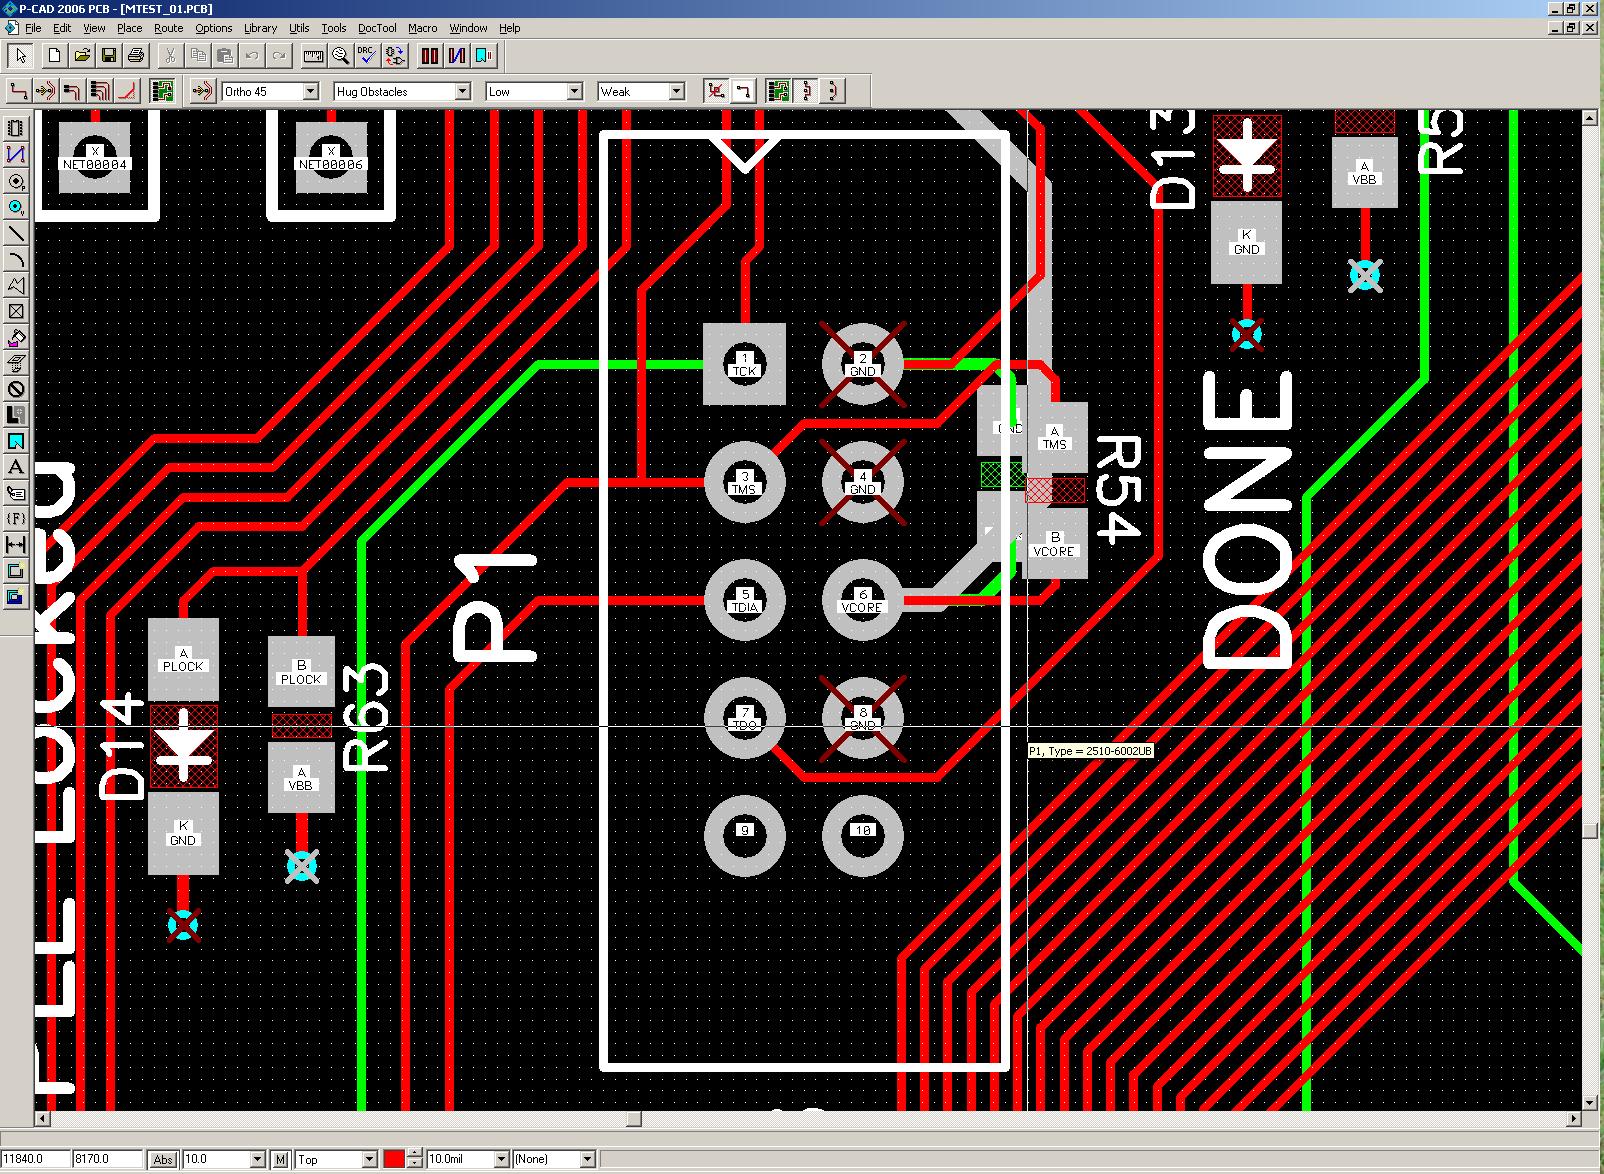 P-CAD 2006 PCB - [MTEST_01.PCB]
File Edit View Place Route Options Library Utils Tools DocTool Macro Window Help
DRC
Ortho 45 Hug Obstacles Low Weak
X
NET00004
X
NET00006
D13
K
GND
A
VBB
R5
1
TCK
2
GND
GND
A
TMS
R54
B
VCORE
3
TMS
4
GND
P1
5
TDIA
6
VCORE
DONE
PLL LOCKED
A
PLOCK
B
PLOCK
D14
R63
K
GND
A
VBB
7
TDO
8
GND
P1, Type = 2510-6002UB
9
10
11840.0 8170.0 Abs 10.0 M Top 10.0mil (None)